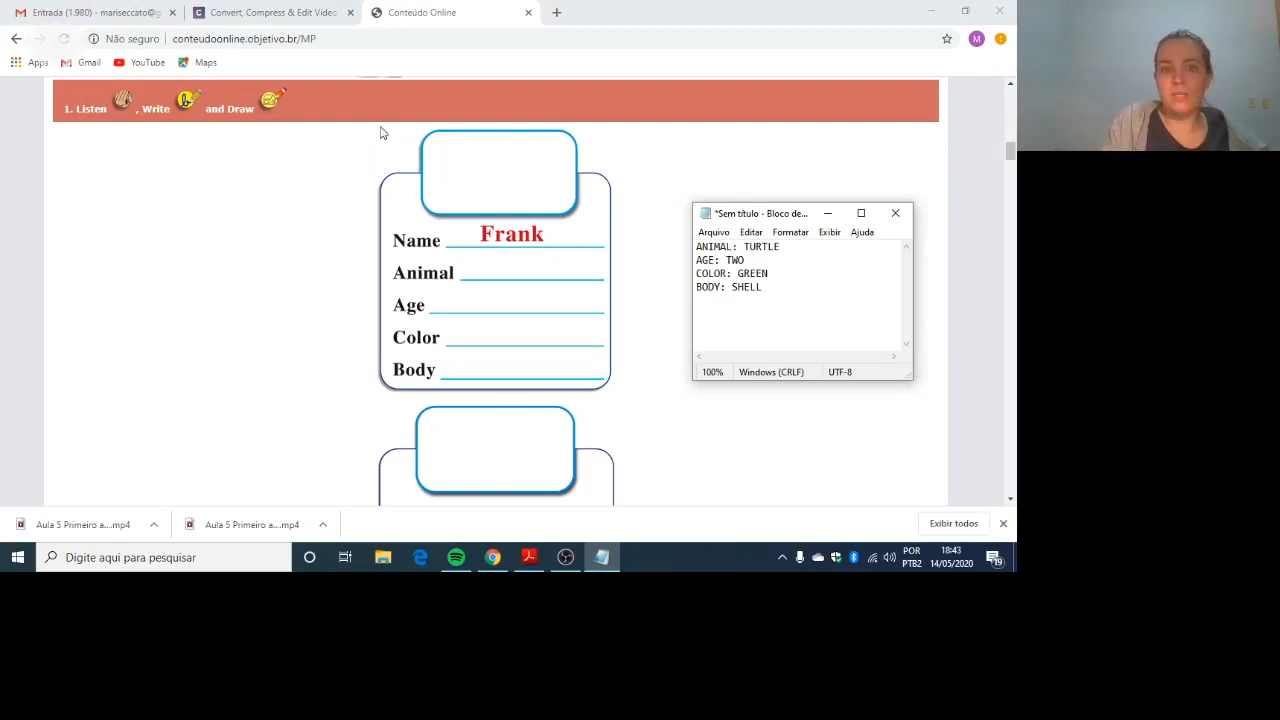 Entrada (1.980) - mariseccato@g
Convert, Compress & Edit Video
Conteúdo Online
Não seguro
conteudoonline.objetivo.br/MP
M
Apps
Gmail
YouTube
Maps
1. Listen , Write and Draw
Name Frank
Animal
Age
Color
Body
*Sem título - Bloco de...
Arquivo Editar Formatar Exibir Ajuda
ANIMAL: TURTLE
AGE: TWO
COLOR: GREEN
BODY: SHELL
100% Windows (CRLF) UTF-8
Aula 5 Primeiro a....mp4
Aula 5 Primeiro a....mp4
Exibir todos
Digite aqui para pesquisar
POR
PTB2
18:43
14/05/2020
19